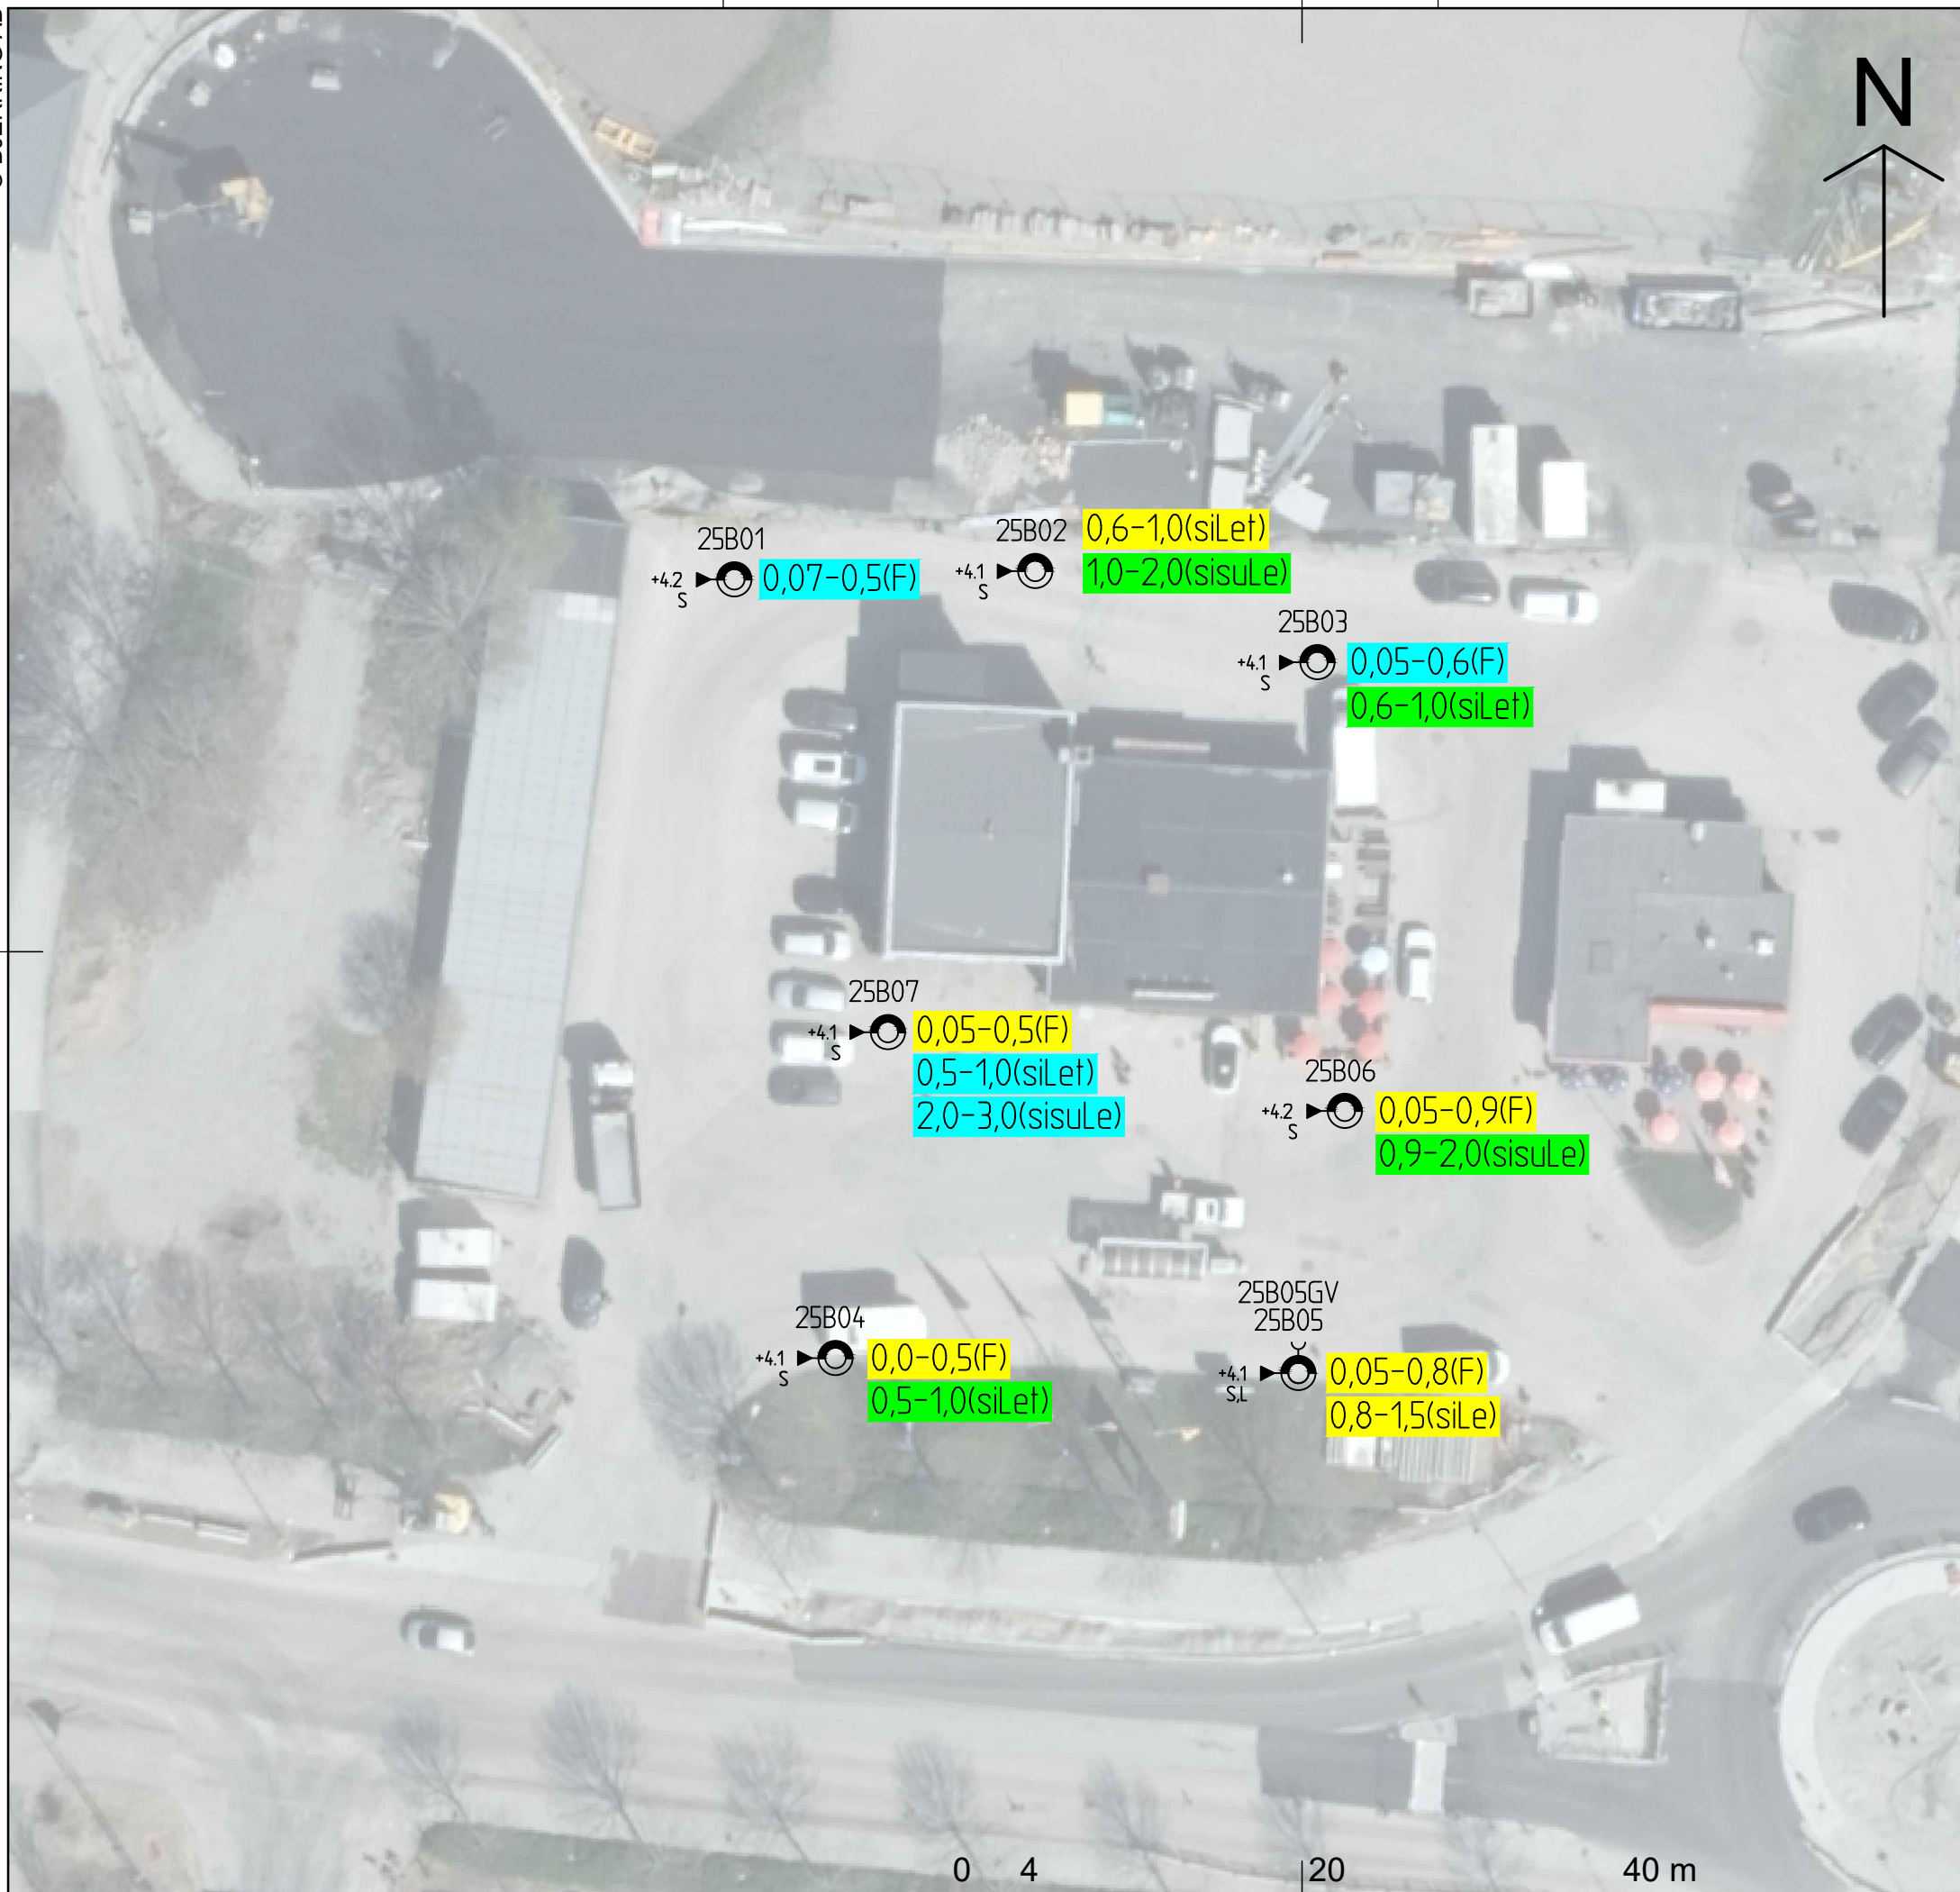 N
25B01
+4.2
S
0,07-0,5(F)
25B02
+4.1
S
0,6-1,0(siLet)
1,0-2,0(sisuLe)
25B03
+4.1
S
0,05-0,6(F)
0,6-1,0(siLet)
25B07
+4.1
S
0,05-0,5(F)
0,5-1,0(siLet)
2,0-3,0(sisuLe)
25B06
+4.2
S
0,05-0,9(F)
0,9-2,0(sisuLe)
25B04
+4.1
S
0,0-0,5(F)
0,5-1,0(siLet)
25B05GV
25B05
+4.1
S,L
0,05-0,8(F)
0,8-1,5(siLe)
0 4 20 40 m